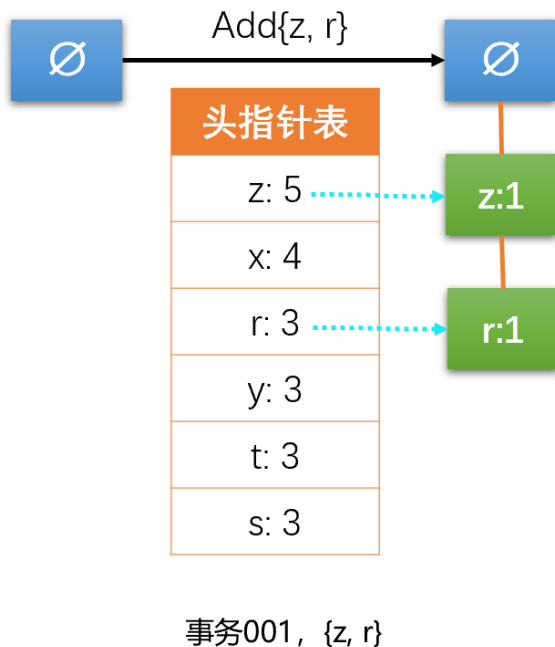 Add{z, r}
∅
∅
头指针表
z: 5
z:1
x: 4
r: 3
r:1
y: 3
t: 3
s: 3
事务001，{z, r}